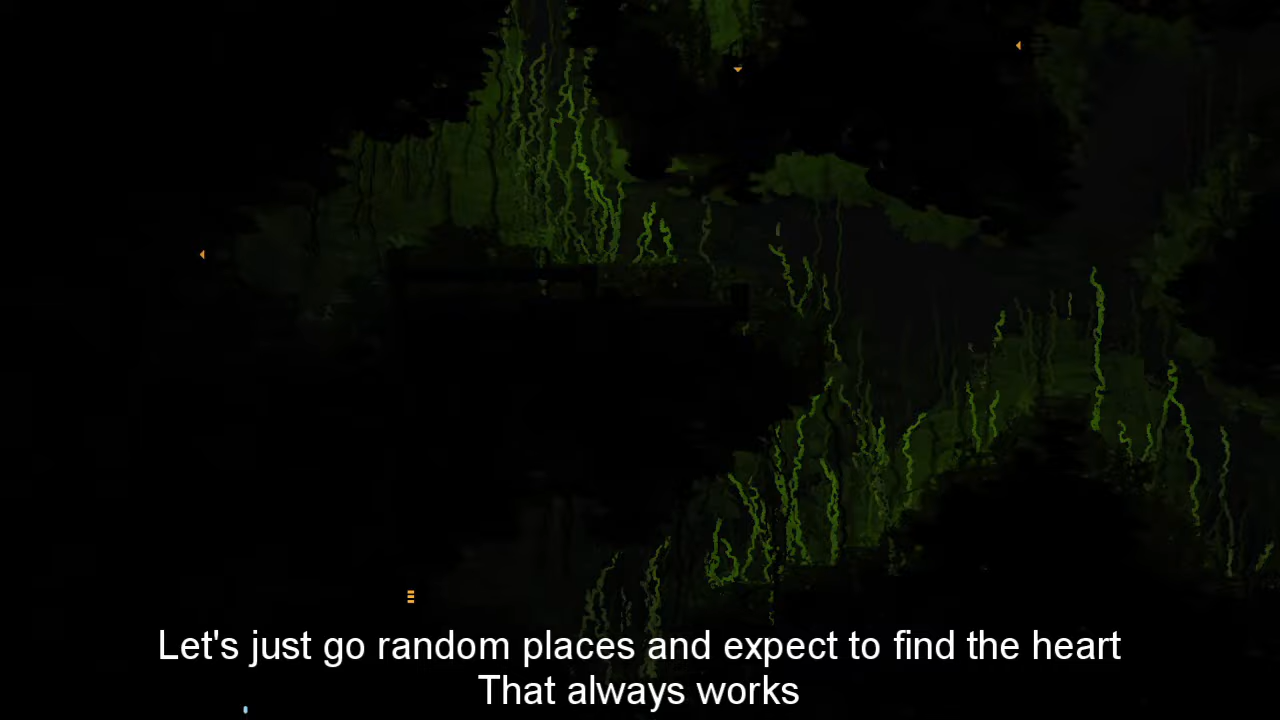 Let's just go random places and expect to find the heart
That always works